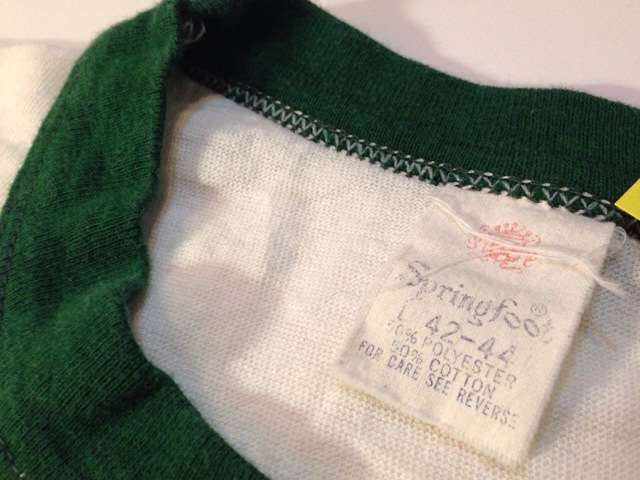 Springfoot®
L 42-44
50% POLYESTER
50% COTTON
FOR CARE SEE REVERSE